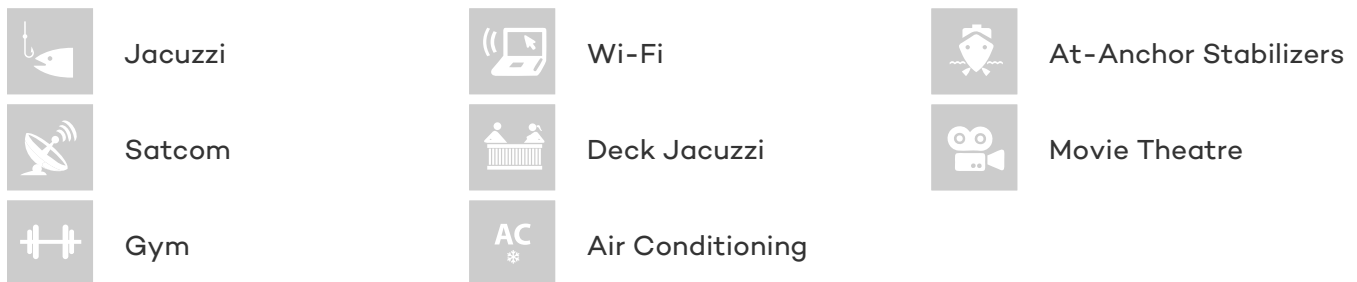 Jacuzzi
Wi-Fi
At-Anchor Stabilizers
Satcom
Deck Jacuzzi
Movie Theatre
Gym
AC
Air Conditioning